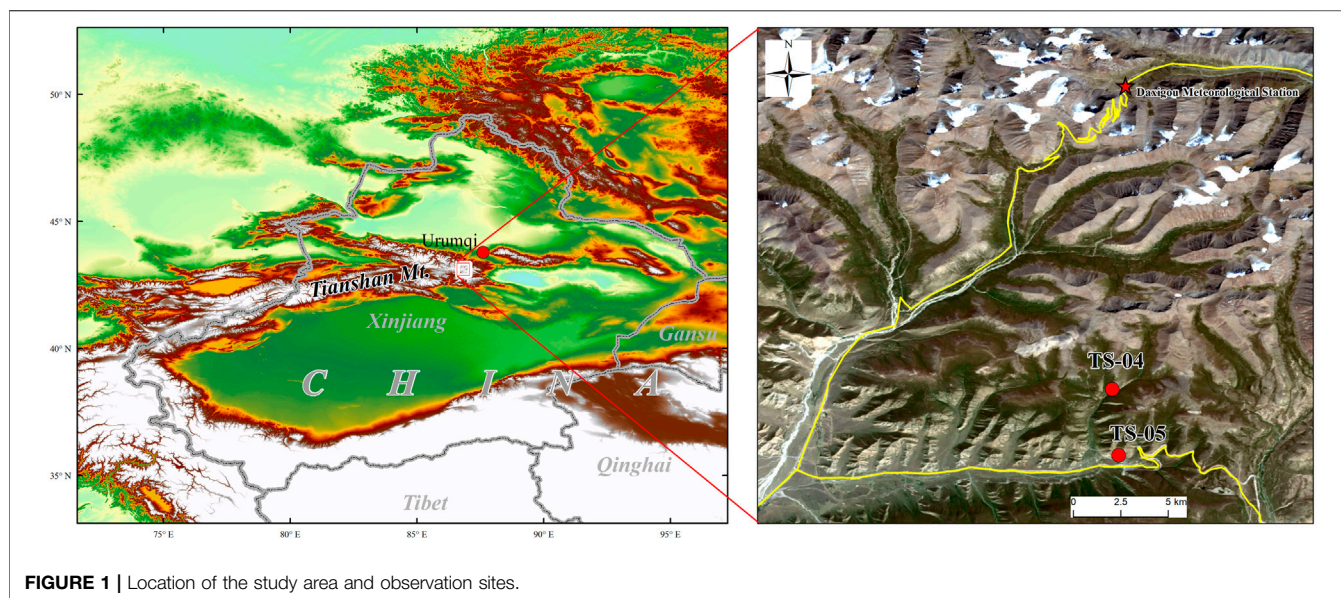 50° N
45° N
40° N
35° N
75° E
80° E
85° E
90° E
95° E
Urumqi
Tianshan Mt.
Xinjiang
Gansu
C H I N A
Qinghai
Tibet
N
Daxigou Meteorological Station
TS-04
TS-05
0 2.5 5 km
FIGURE 1 | Location of the study area and observation sites.